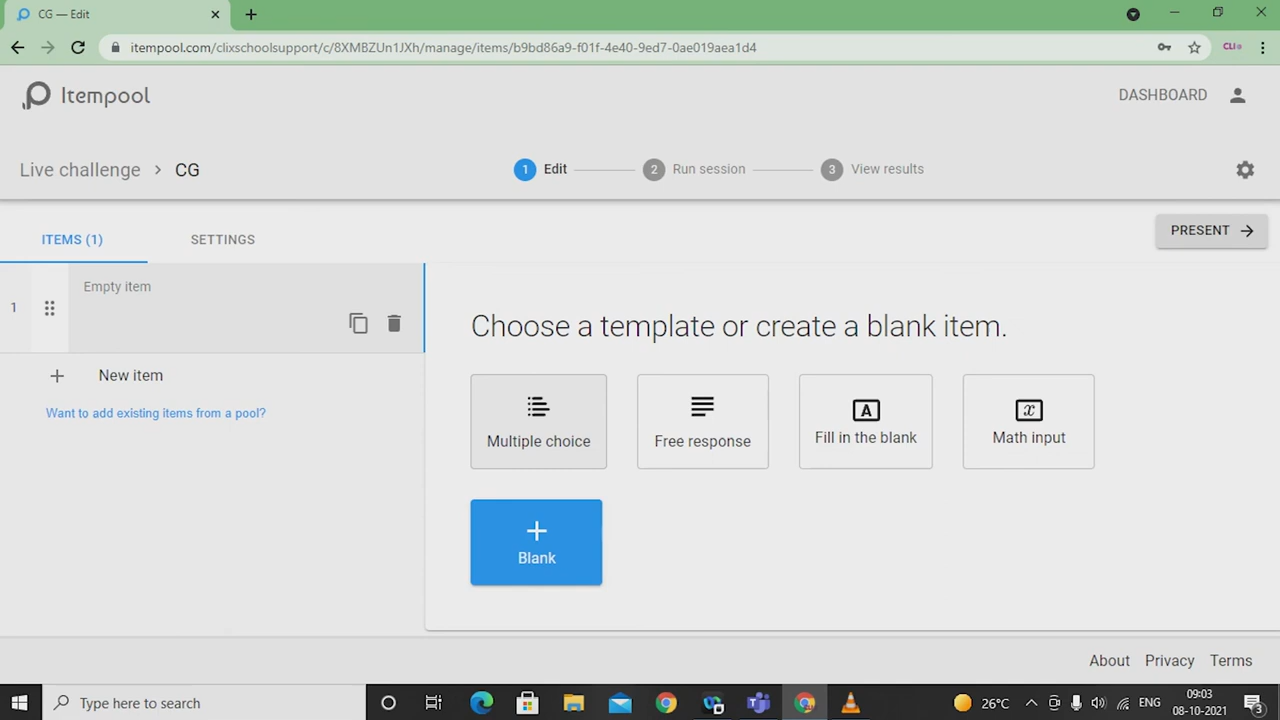 CG — Edit
itempool.com/clixschoolsupport/c/8XMBZUn1JXh/manage/items/b9bd86a9-f01f-4e40-9ed7-0ae019aea1d4
CLI
Itempool
DASHBOARD
Live challenge > CG
1 Edit
2 Run session
3 View results
ITEMS (1)
SETTINGS
PRESENT
1
Empty item
New item
Want to add existing items from a pool?
Choose a template or create a blank item.
Multiple choice
Free response
A
Fill in the blank
x
Math input
Blank
About
Privacy
Terms
Type here to search
26°C
ENG
09:03
08-10-2021
3